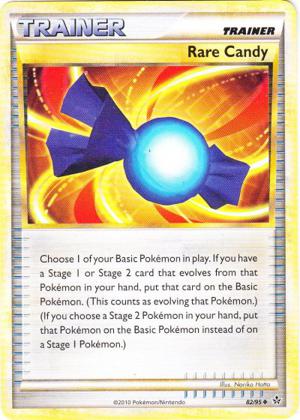 TRAINER
TRAINER
Rare Candy
Choose 1 of your Basic Pokémon in play. If you have
a Stage 1 or Stage 2 card that evolves from that
Pokémon in your hand, put that card on the Basic
Pokémon. (This counts as evolving that Pokémon.)
(If you choose a Stage 2 Pokémon in your hand, put
that Pokémon on the Basic Pokémon instead of on
a Stage 1 Pokémon.)
Illus. Noriko Hotta
©2010 Pokémon/Nintendo
82/95